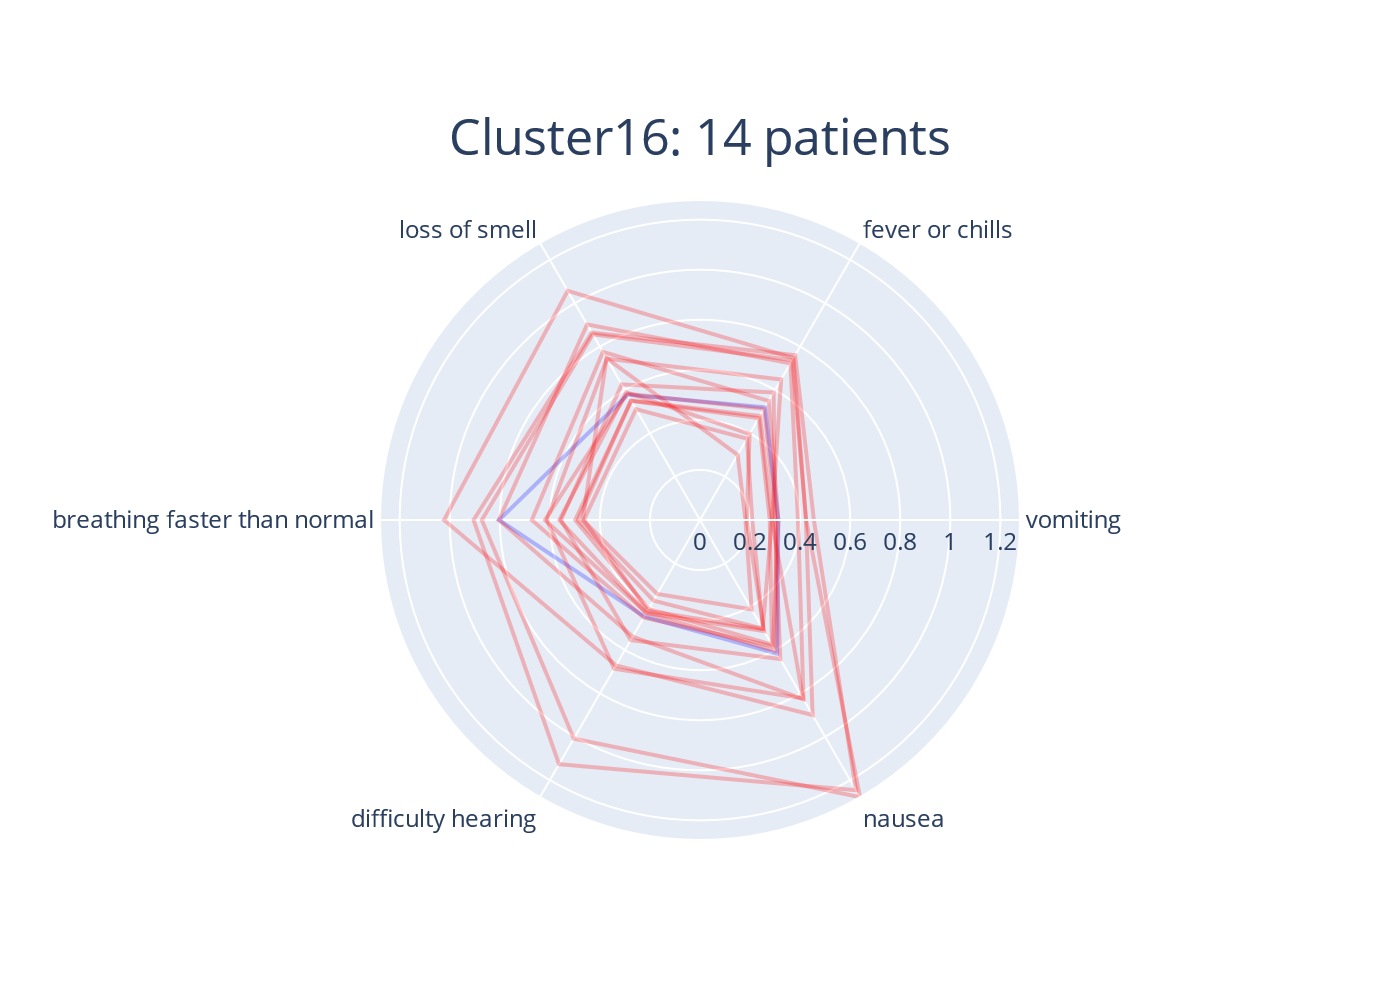 Cluster16: 14 patients
loss of smell
fever or chills
breathing faster than normal
vomiting
0 0.2 0.4 0.6 0.8 1 1.2
difficulty hearing
nausea